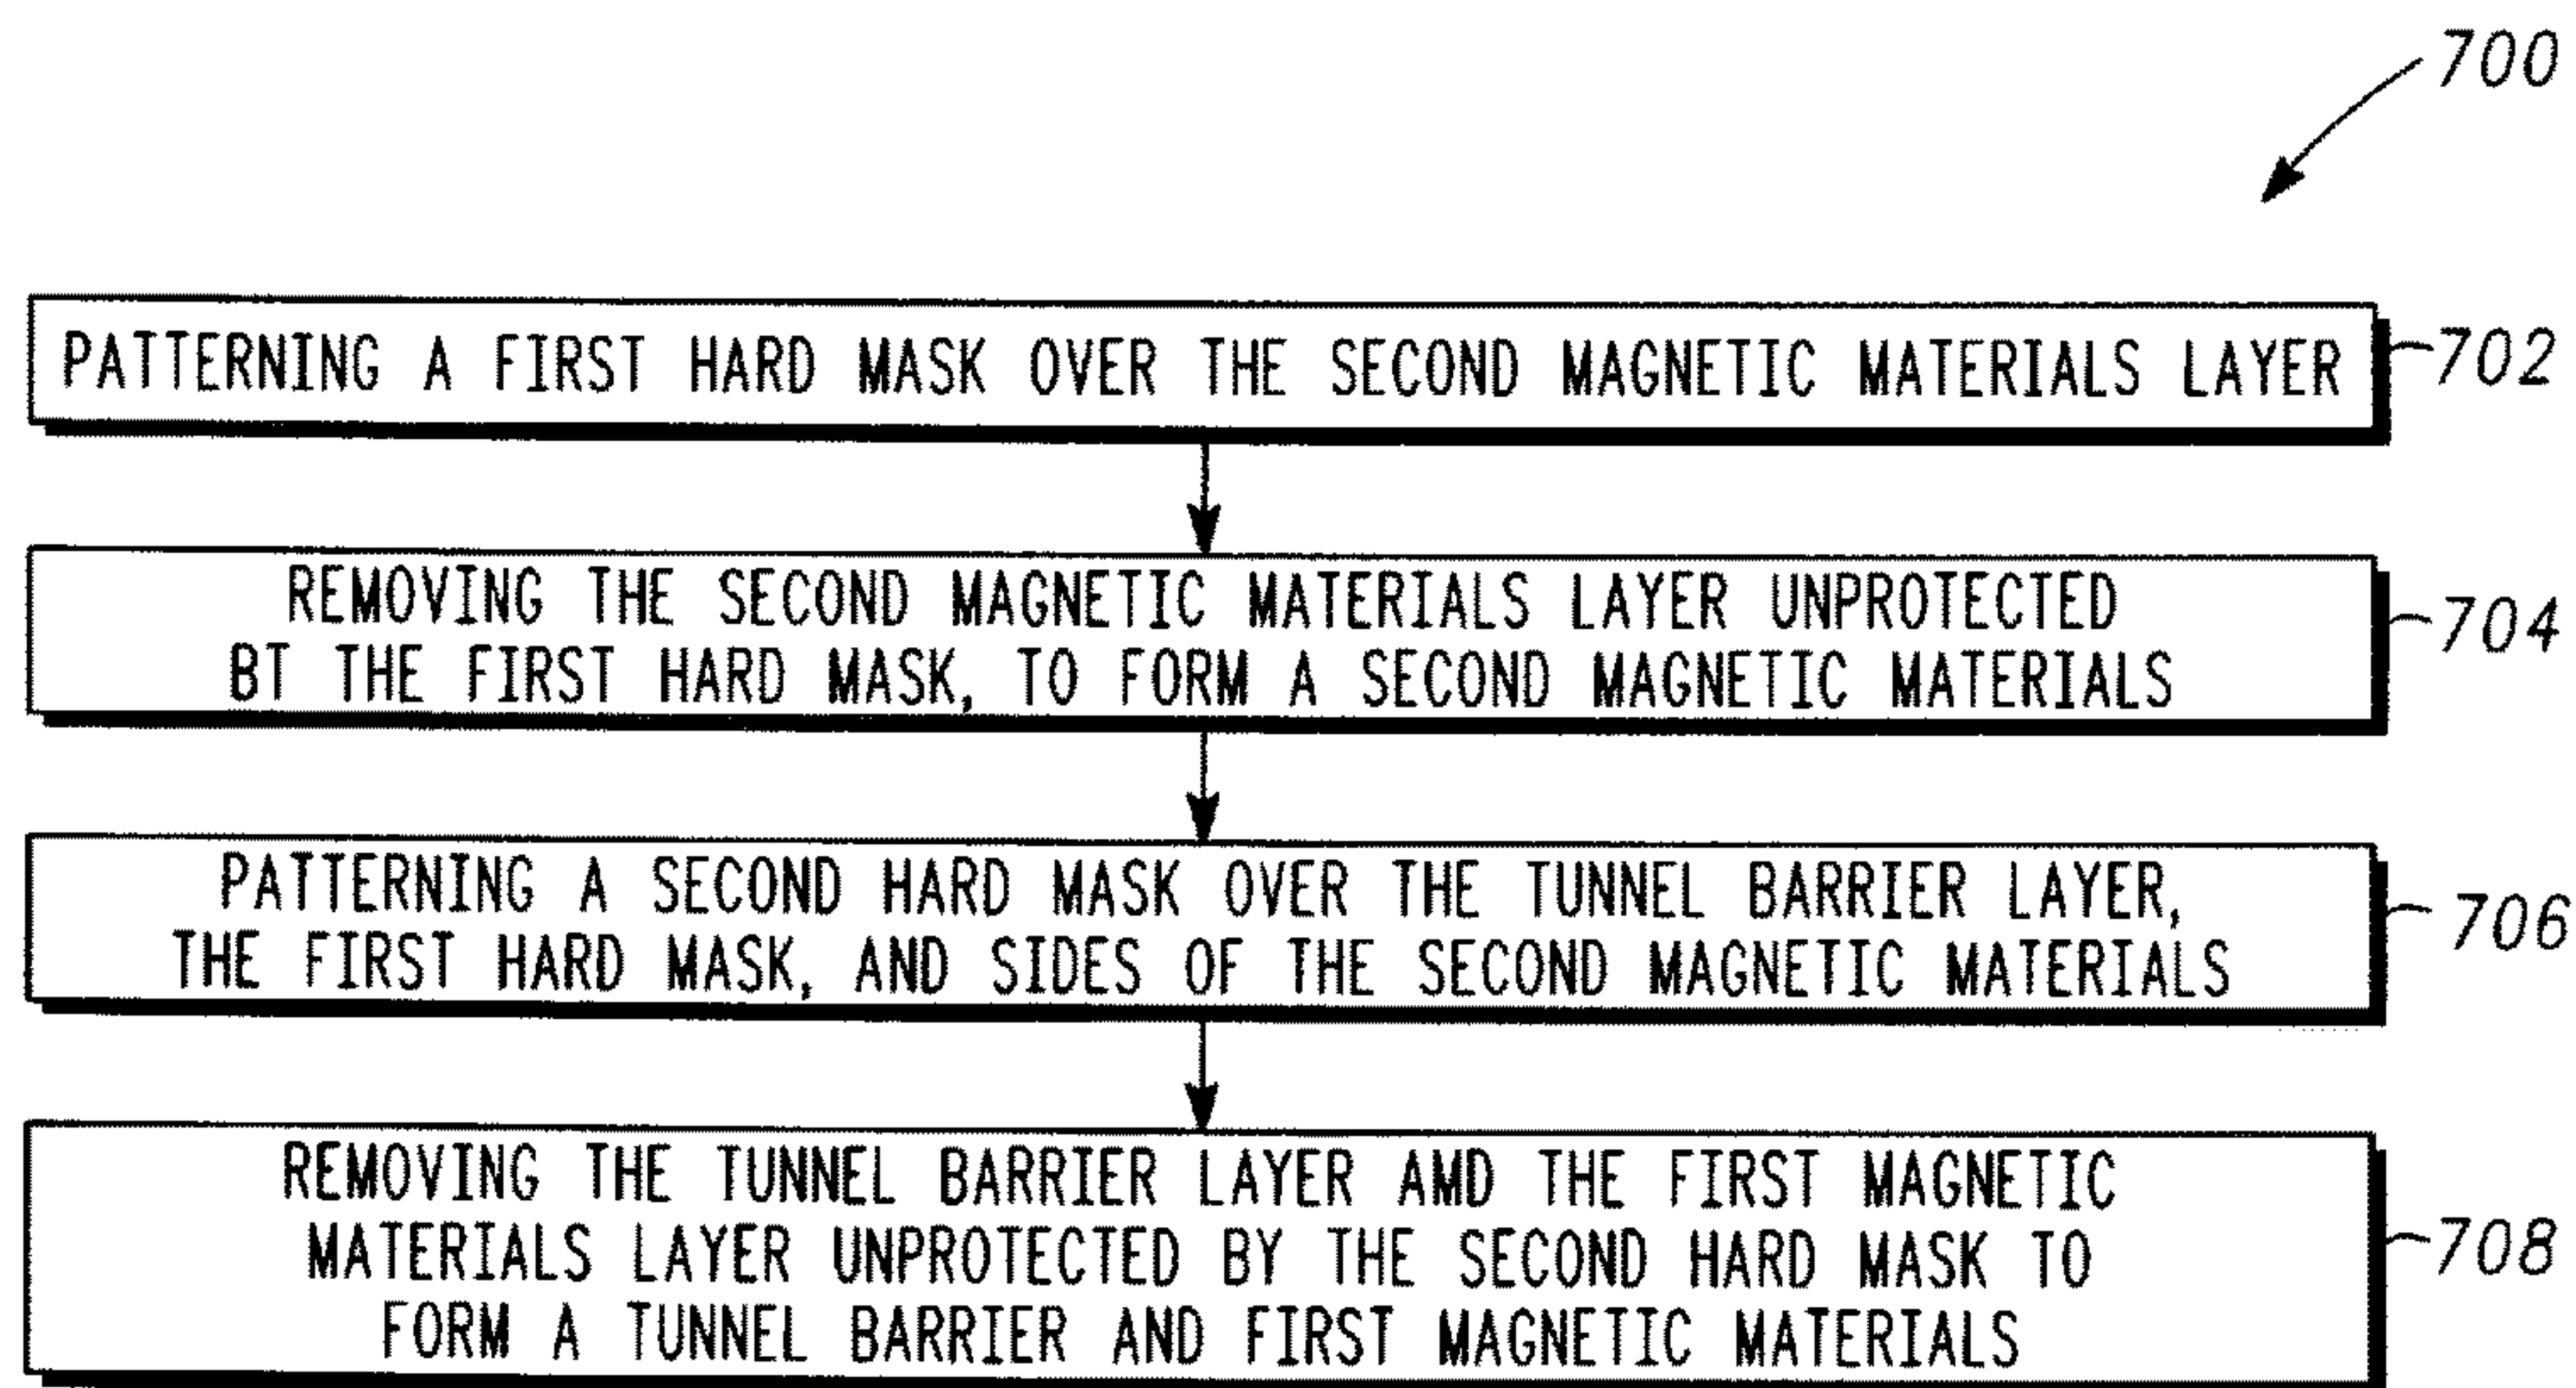 700
PATTERNING A FIRST HARD MASK OVER THE SECOND MAGNETIC MATERIALS LAYER
702
REMOVING THE SECOND MAGNETIC MATERIALS LAYER UNPROTECTED
BT THE FIRST HARD MASK, TO FORM A SECOND MAGNETIC MATERIALS
704
PATTERNING A SECOND HARD MASK OVER THE TUNNEL BARRIER LAYER,
THE FIRST HARD MASK, AND SIDES OF THE SECOND MAGNETIC MATERIALS
706
REMOVING THE TUNNEL BARRIER LAYER AMD THE FIRST MAGNETIC
MATERIALS LAYER UNPROTECTED BY THE SECOND HARD MASK TO
FORM A TUNNEL BARRIER AND FIRST MAGNETIC MATERIALS
708